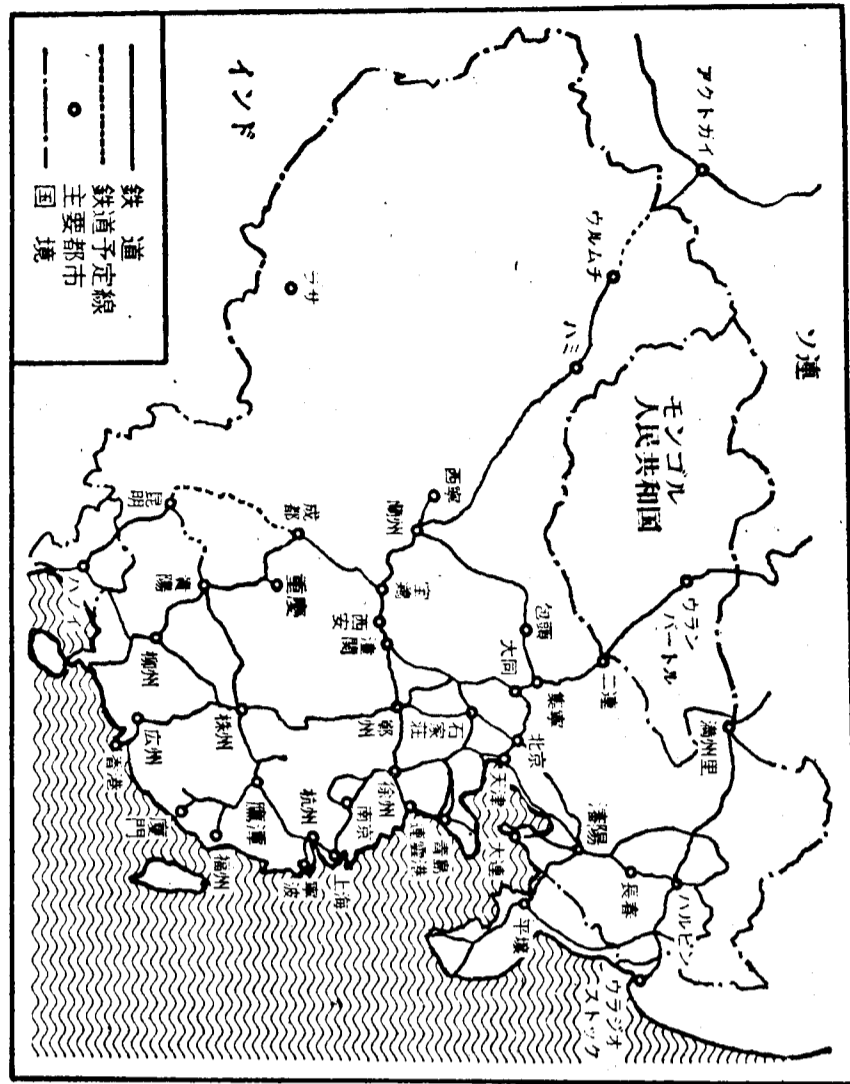 アクトガイ
ソ連
インド
ウルムチ
ハミ
ラサ
モンゴル
人民共和国
ウラン
バートル
満州里
二連
西寧
蘭州
包頭
大同
集寧
北京
天津
瀋陽
長春
ハルピン
ウラジオ
ストック
平壌
大連
成都
宝鶏
西安
潼関
鄭州
石家荘
徐州
青島
連雲港
昆明
貴陽
重慶
ハノイ
柳州
株州
広州
香港
鷹潭
厦門
福州
杭州
南京
上海
寧波
鉄道
鉄道予定線
主要都市
国境